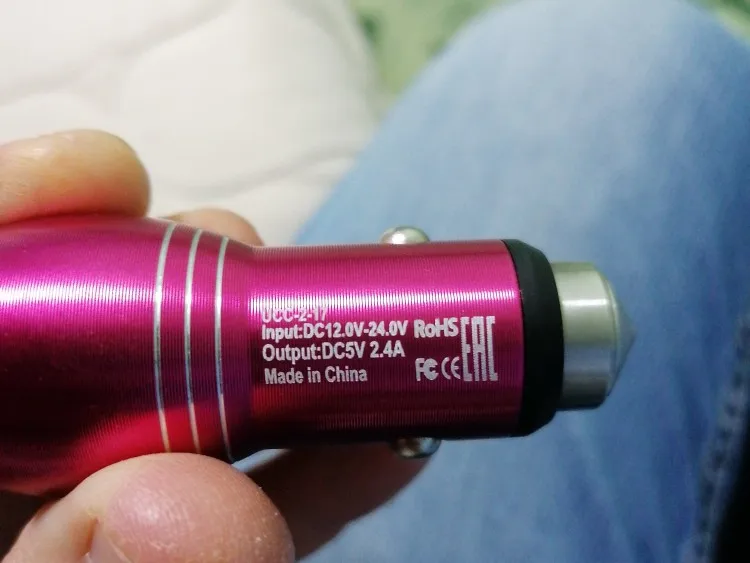 UCC-2-17
Input:DC12.0V-24.0V RoHS
Output:DC5V 2.4A
Made in China
FC CE EAC